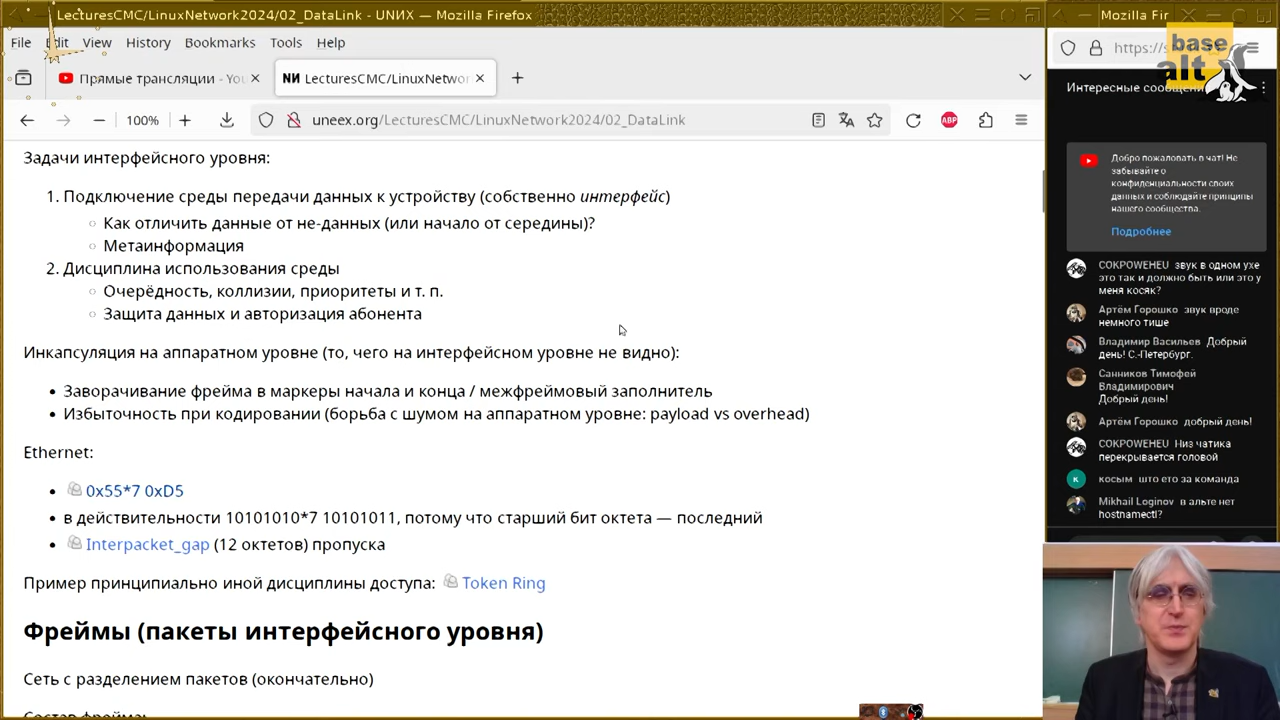 LecturesCMC/LinuxNetwork2024/02_DataLink - UNИX — Mozilla Firefox
File Edit View History Bookmarks Tools Help
Прямые трансляции - You
ИИ LecturesCMC/LinuxNetwor
100%
uneex.org/LecturesCMC/LinuxNetwork2024/02_DataLink
ABP
Задачи интерфейсного уровня:
1. Подключение среды передачи данных к устройству (собственно интерфейс)
Как отличить данные от не-данных (или начало от середины)?
Метаинформация
2. Дисциплина использования среды
Очерёдность, коллизии, приоритеты и т. п.
Защита данных и авторизация абонента
Инкапсуляция на аппаратном уровне (то, чего на интерфейсном уровне не видно):
Заворачивание фрейма в маркеры начала и конца / межфреймовый заполнитель
Избыточность при кодировании (борьба с шумом на аппаратном уровне: payload vs overhead)
Ethernet:
0x55*7 0xD5
в действительности 10101010*7 10101011, потому что старший бит октета — последний
Interpacket_gap (12 октетов) пропуска
Пример принципиально иной дисциплины доступа: Token Ring
Фреймы (пакеты интерфейсного уровня)
Сеть с разделением пакетов (окончательно)
Состав фрейма:
Mozilla Fir
https://s
base
alt
Интересные сообщени
Добро пожаловать в чат! Не
забывайте о
конфиденциальности своих
данных и соблюдайте принципы
нашего сообщества.
Подробнее
COKPOWEHEU звук в одном ухе
это так и должно быть или это у
меня косяк?
Артём Горошко звук вроде
немного тише
Владимир Васильев Добрый
день! С.-Петербург.
Санников Тимофей
Владимирович
Добрый день!
Артём Горошко добрый день!
COKPOWEHEU Низ чатика
перекрывается головой
к косым што ето за команда
Mikhail Loginov в альте нет
hostnamectl?